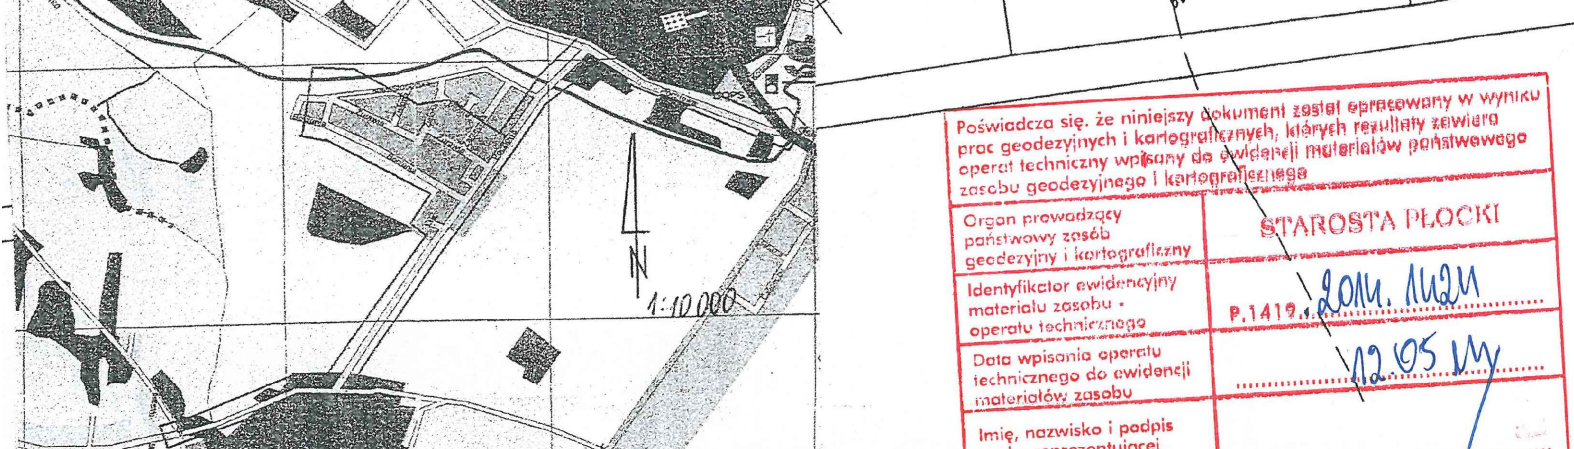 COPS
N
1:10 000
Poświadcza się, że niniejszy dokument został opracowany w wyniku
prac geodezyjnych i kartograficznych, których rezultaty zawiera
operat techniczny wpisany do ewidencji materiałów państwowego
zasobu geodezyjnego i kartograficznego
Organ prowadzący
państwowy zasób
geodezyjny i kartograficzny
STAROSTA PŁOCKI
Identyfikator ewidencyjny
materiału zasobu -
operatu technicznego
P.1419.2014.1424
Data wpisania operatu
technicznego do ewidencji
materiałów zasobu
12.05
Imię, nazwisko i podpis
reprezentującej